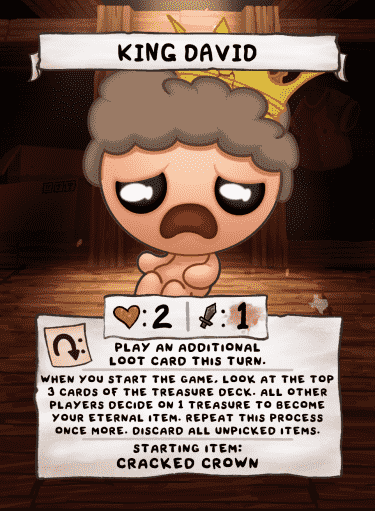 KING DAVID
♥:2 | 🗡:1
↷:
PLAY AN ADDITIONAL
LOOT CARD THIS TURN.
WHEN YOU START THE GAME, LOOK AT THE TOP
3 CARDS OF THE TREASURE DECK. ALL OTHER
PLAYERS DECIDE ON 1 TREASURE TO BECOME
YOUR ETERNAL ITEM. REPEAT THIS PROCESS
ONCE MORE. DISCARD ALL UNPICKED ITEMS.
STARTING ITEM:
CRACKED CROWN